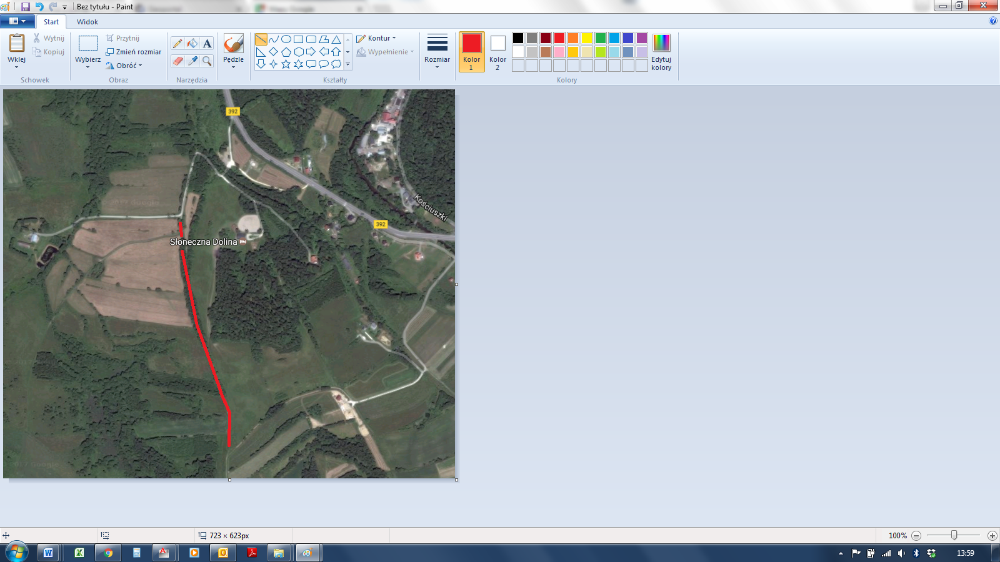 Bez tytułu - Paint
Start
Widok
Wklej
Wytnij
Kopiuj
Schowek
Wybierz
Przytnij
Zmień rozmiar
Obróć
Obraz
A
Narzędzia
Pędzle
Kontur
Wypełnienie
Kształty
Rozmiar
Kolor
1
Kolor
2
Edytuj
kolory
Kolory
392
Kościuszki
392
Słoneczna Dolina
723 × 623px
100%
13:59